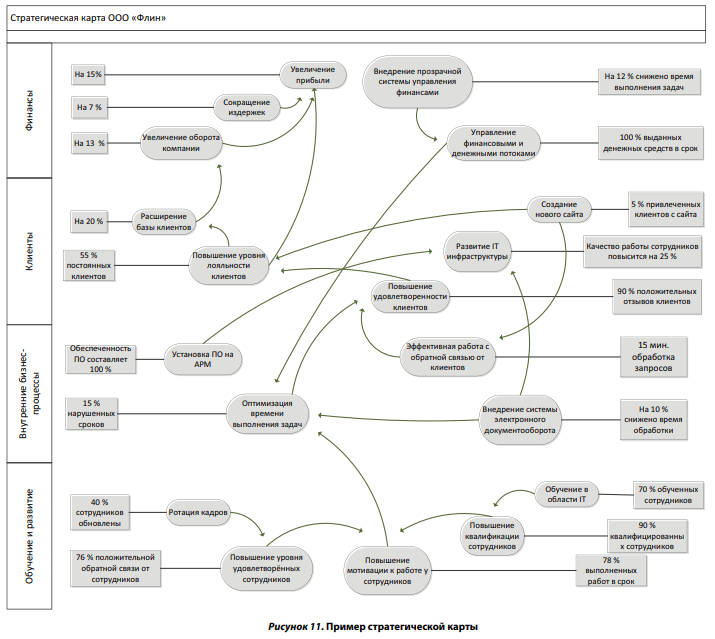 Стратегическая карта ООО «Флин»
Финансы
На 15%
Увеличение
прибыли
Внедрение прозрачной
системы управления
финансами
На 12 % снижено время
выполнения задач
На 7 %
Сокращение
издержек
На 13 %
Увеличение оборота
компании
Управление
финансовыми и
денежными потоками
100 % выданных
денежных средств в срок
Клиенты
На 20 %
Расширение
базы клиентов
Создание
нового сайта
5 % привлеченных
клиентов с сайта
55 %
постоянных
клиентов
Повышение уровня
лояльности
клиентов
Развитие IT
инфраструктуры
Качество работы сотрудников
повысится на 25 %
Повышение
удовлетворенности
клиентов
90 % положительных
отзывов клиентов
Внутренние бизнес-
процессы
Обеспеченность
ПО составляет
100 %
Установка ПО на
АРМ
Эффективная работа с
обратной связью от
клиентов
15 мин.
обработка
запросов
15 %
нарушенных
сроков
Оптимизация
времени
выполнения задач
Внедрение системы
электронного
документооборота
На 10 %
снижено время
обработки
Обучение и развитие
40 %
сотрудников
обновлены
Ротация кадров
Обучение в
области IT
70 % обученных
сотрудников
Повышение
квалификации
сотрудников
90 %
квалифицированны
х сотрудников
76 % положительной
обратной связи от
сотрудников
Повышение уровня
удовлетворённых
сотрудников
Повышение
мотивации к работе у
сотрудников
78 %
выполненных
работ в срок
Рисунок 11. Пример стратегической карты